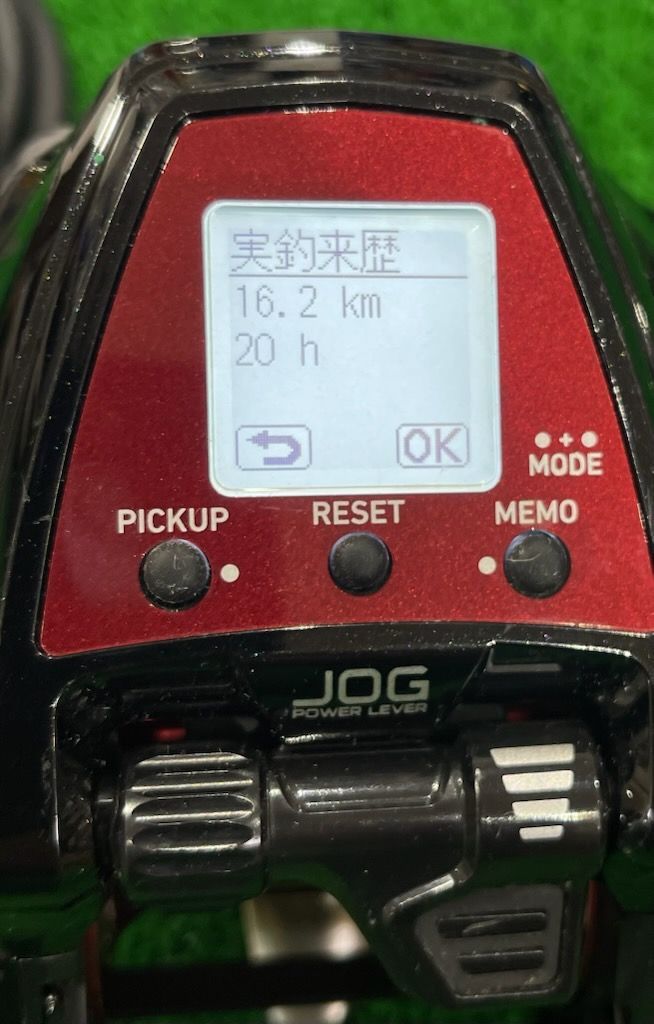 実釣来歴
16.2 km
20 h
OK
MODE
PICKUP
RESET
MEMO
JOG
POWER LEVER